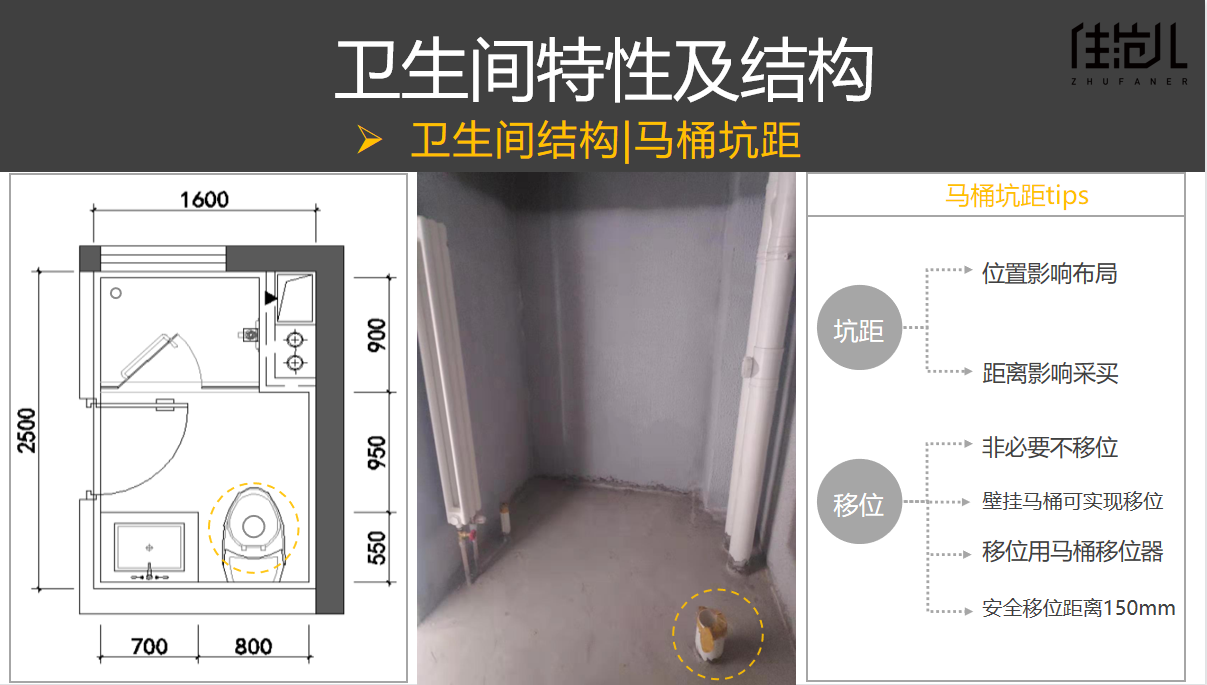 卫生间特性及结构
住范儿
ZHUFANER
➢ 卫生间结构|马桶坑距
1600
2500
900
950
550
700
800
马桶坑距tips
坑距
位置影响布局
距离影响采买
移位
非必要不移位
壁挂马桶可实现移位
移位用马桶移位器
安全移位距离150mm